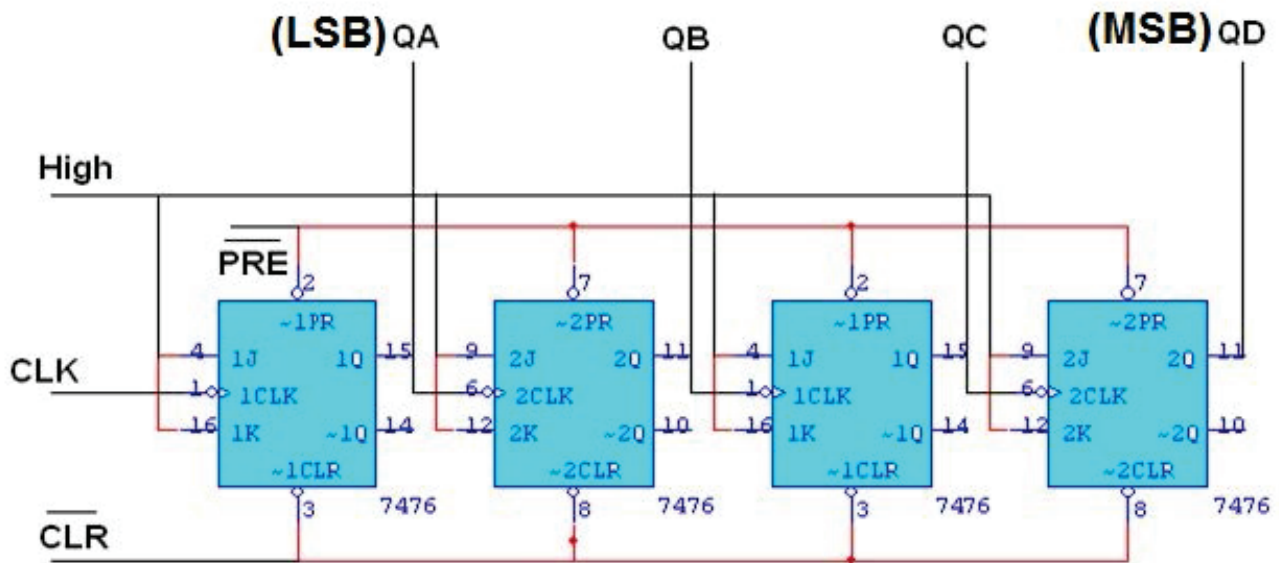 (LSB) QA QB QC (MSB) QD
High
PRE
2 7 2 7
~1PR ~2PR ~1PR ~2PR
4 1J 1Q 15 9 2J 2Q 11 4 1J 1Q 15 9 2J 2Q 11
CLK 1 1CLK 6 2CLK 1 1CLK 6 2CLK
16 1K ~1Q 14 12 2K ~2Q 10 16 1K ~1Q 14 12 2K ~2Q 10
~1CLR ~2CLR ~1CLR ~2CLR
3 7476 8 7476 3 7476 8 7476
CLR